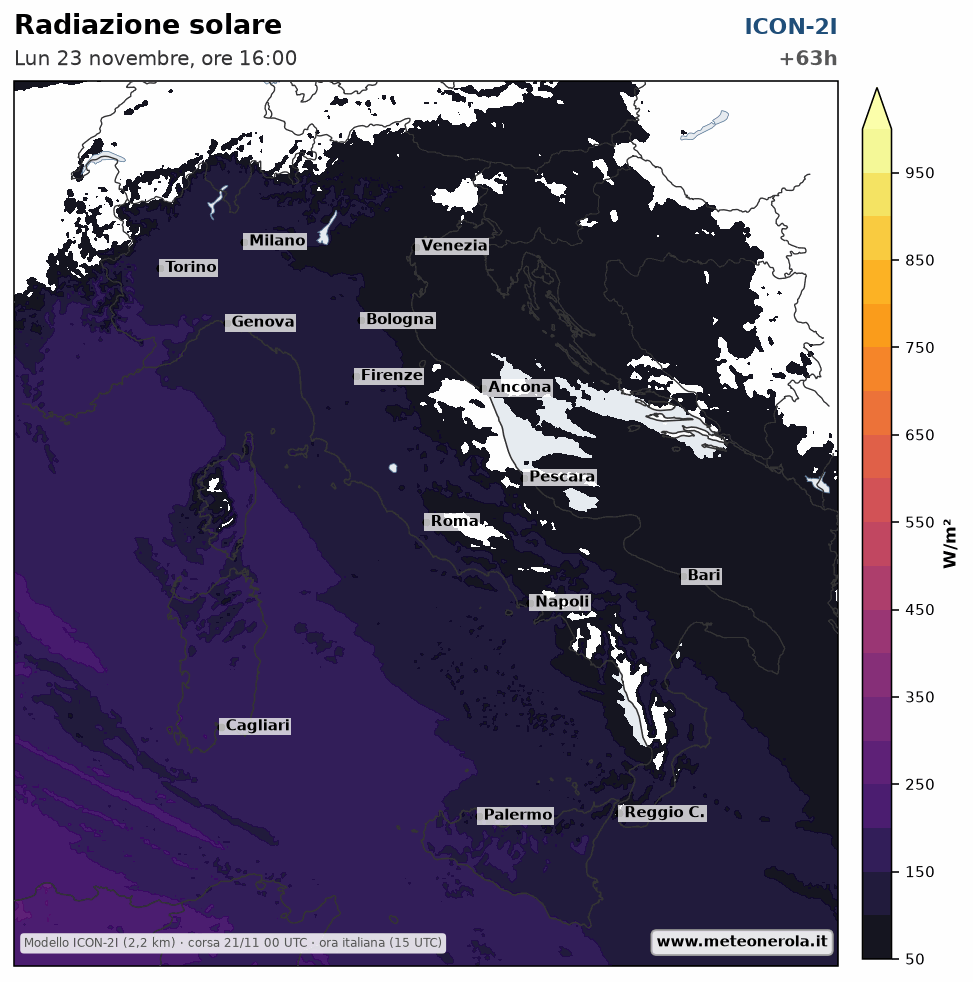 Radiazione solare
ICON-2I
Lun 23 novembre, ore 16:00
+63h
Milano
Venezia
Torino
Genova
Bologna
Firenze
Ancona
Pescara
Roma
Bari
Napoli
Cagliari
Palermo
Reggio C.
950
850
750
650
550
450
350
250
150
50
W/m²
Modello ICON-2I (2,2 km) · corsa 21/11 00 UTC · ora italiana (15 UTC)
www.meteonerola.it